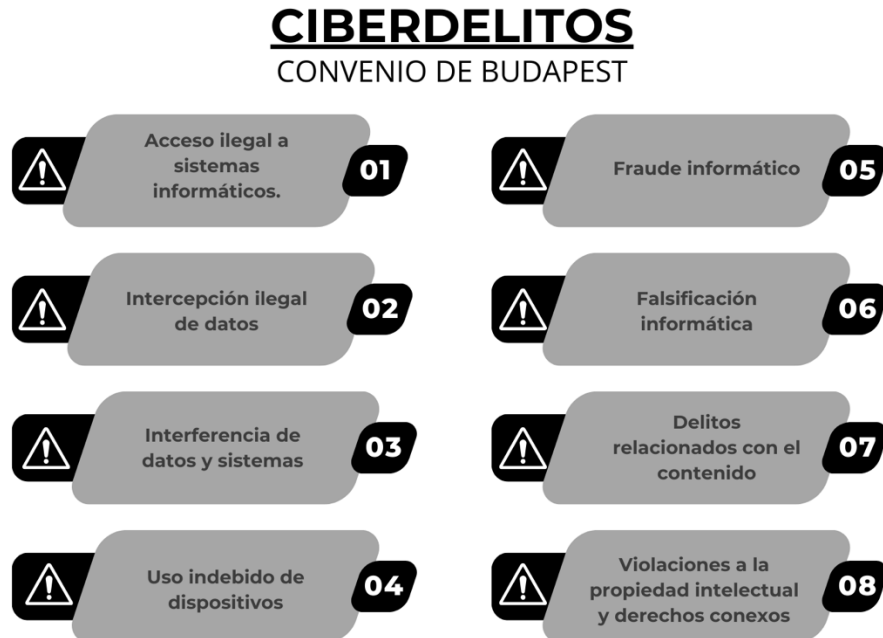 CIBERDELITOS
CONVENIO DE BUDAPEST
Acceso ilegal a
sistemas
informáticos.
01
Intercepción ilegal
de datos
02
Interferencia de
datos y sistemas
03
Uso indebido de
dispositivos
04
Fraude informático
05
Falsificación
informática
06
Delitos
relacionados con el
contenido
07
Violaciones a la
propiedad intelectual
y derechos conexos
08